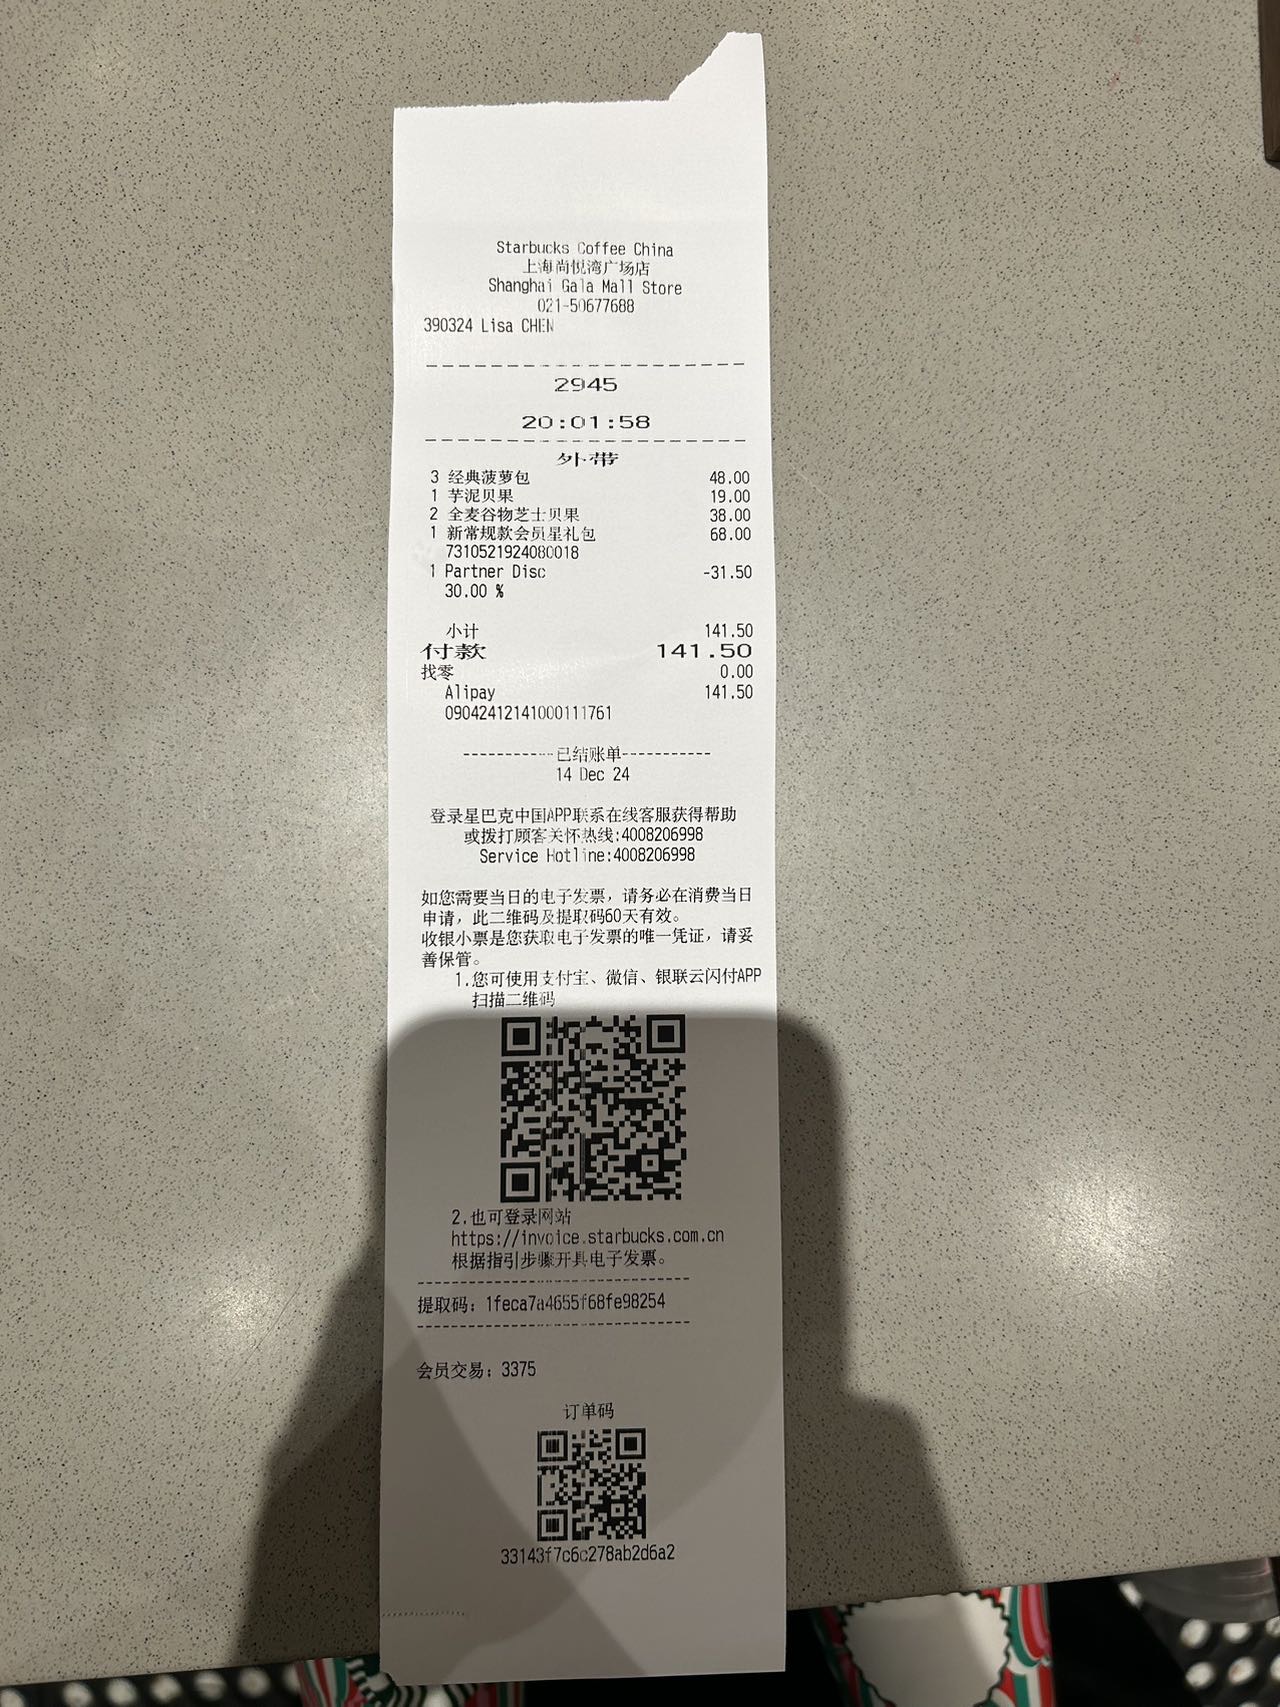 Starbucks Coffee China
上海尚悦湾广场店
Shanghai Gala Mall Store
021-50677688
390324 Lisa CHEN
2945
20:01:58
外带
3 经典菠萝包 48.00
1 芋泥贝果 19.00
2 全麦谷物芝士贝果 38.00
1 新常规款会员星礼包 68.00
7310521924080018
1 Partner Disc -31.50
30.00 %
小计 141.50
付款 141.50
找零 0.00
Alipay 141.50
09042412141000111761
-----------已结账单-----------
14 Dec 24
登录星巴克中国APP联系在线客服获得帮助
或拨打顾客关怀热线:4008206998
Service Hotline:4008206998
如您需要当日的电子发票，请务必在消费当日
申请，此二维码及提取码60天有效。
收银小票是您获取电子发票的唯一凭证，请妥
善保管。
1.您可使用支付宝、微信、银联云闪付APP
扫描二维码
2.也可登录网站
https://invoice.starbucks.com.cn
根据指引步骤开具电子发票。
提取码：1feca7a4655f68fe98254
会员交易：3375
订单码
33143f7c6c278ab2d6a2